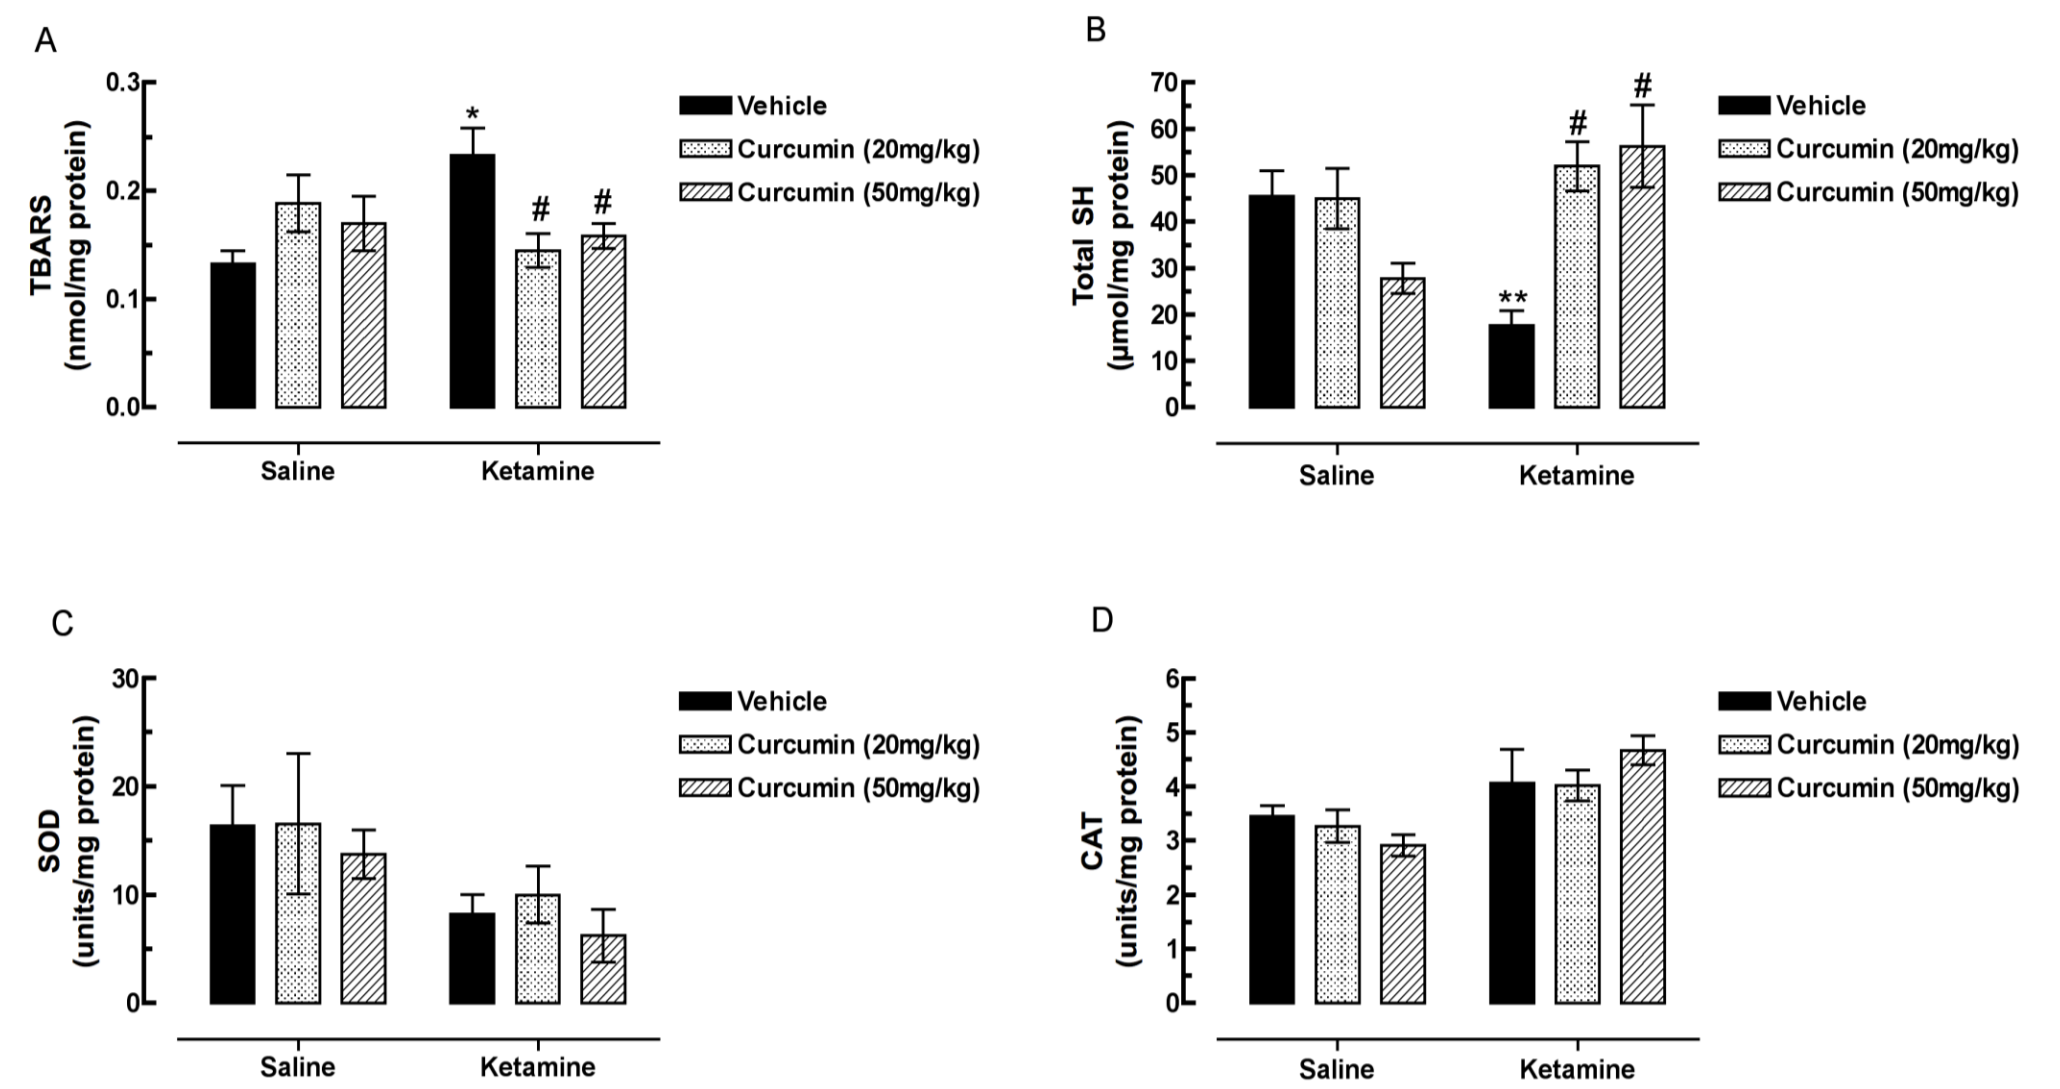 A
TBARS
(nmol/mg protein)
0.3
0.2
0.1
0.0
*
#
#
Saline
Ketamine
Vehicle
Curcumin (20mg/kg)
Curcumin (50mg/kg)
B
Total SH
(µmol/mg protein)
70
60
50
40
30
20
10
0
**
#
#
Saline
Ketamine
Vehicle
Curcumin (20mg/kg)
Curcumin (50mg/kg)
C
SOD
(units/mg protein)
30
20
10
0
Saline
Ketamine
Vehicle
Curcumin (20mg/kg)
Curcumin (50mg/kg)
D
CAT
(units/mg protein)
6
5
4
3
2
1
0
Saline
Ketamine
Vehicle
Curcumin (20mg/kg)
Curcumin (50mg/kg)